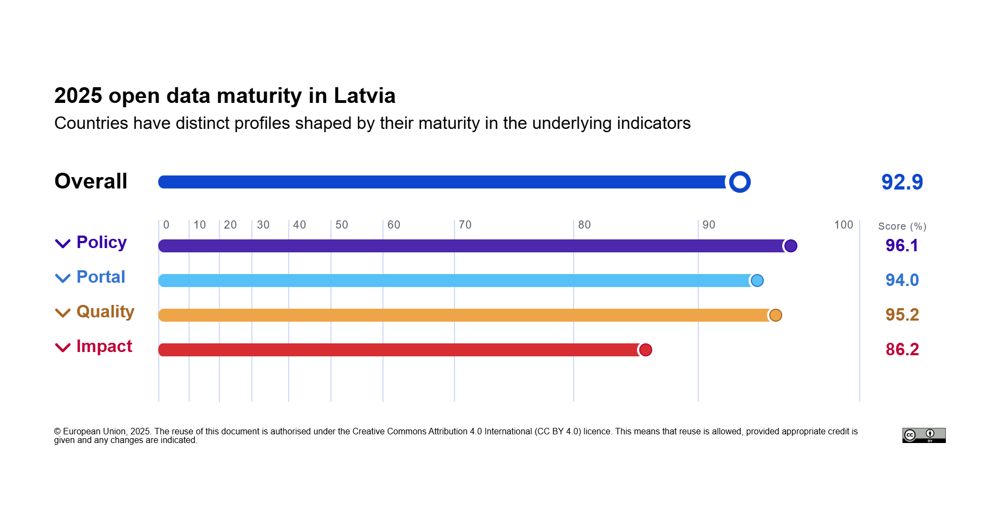 2025 open data maturity in Latvia
Countries have distinct profiles shaped by their maturity in the underlying indicators
Overall 92.9
0 10 20 30 40 50 60 70 80 90 100 Score (%)
Policy 96.1
Portal 94.0
Quality 95.2
Impact 86.2
© European Union, 2025. The reuse of this document is authorised under the Creative Commons Attribution 4.0 International (CC BY 4.0) licence. This means that reuse is allowed, provided appropriate credit is
given and any changes are indicated.
cc BY